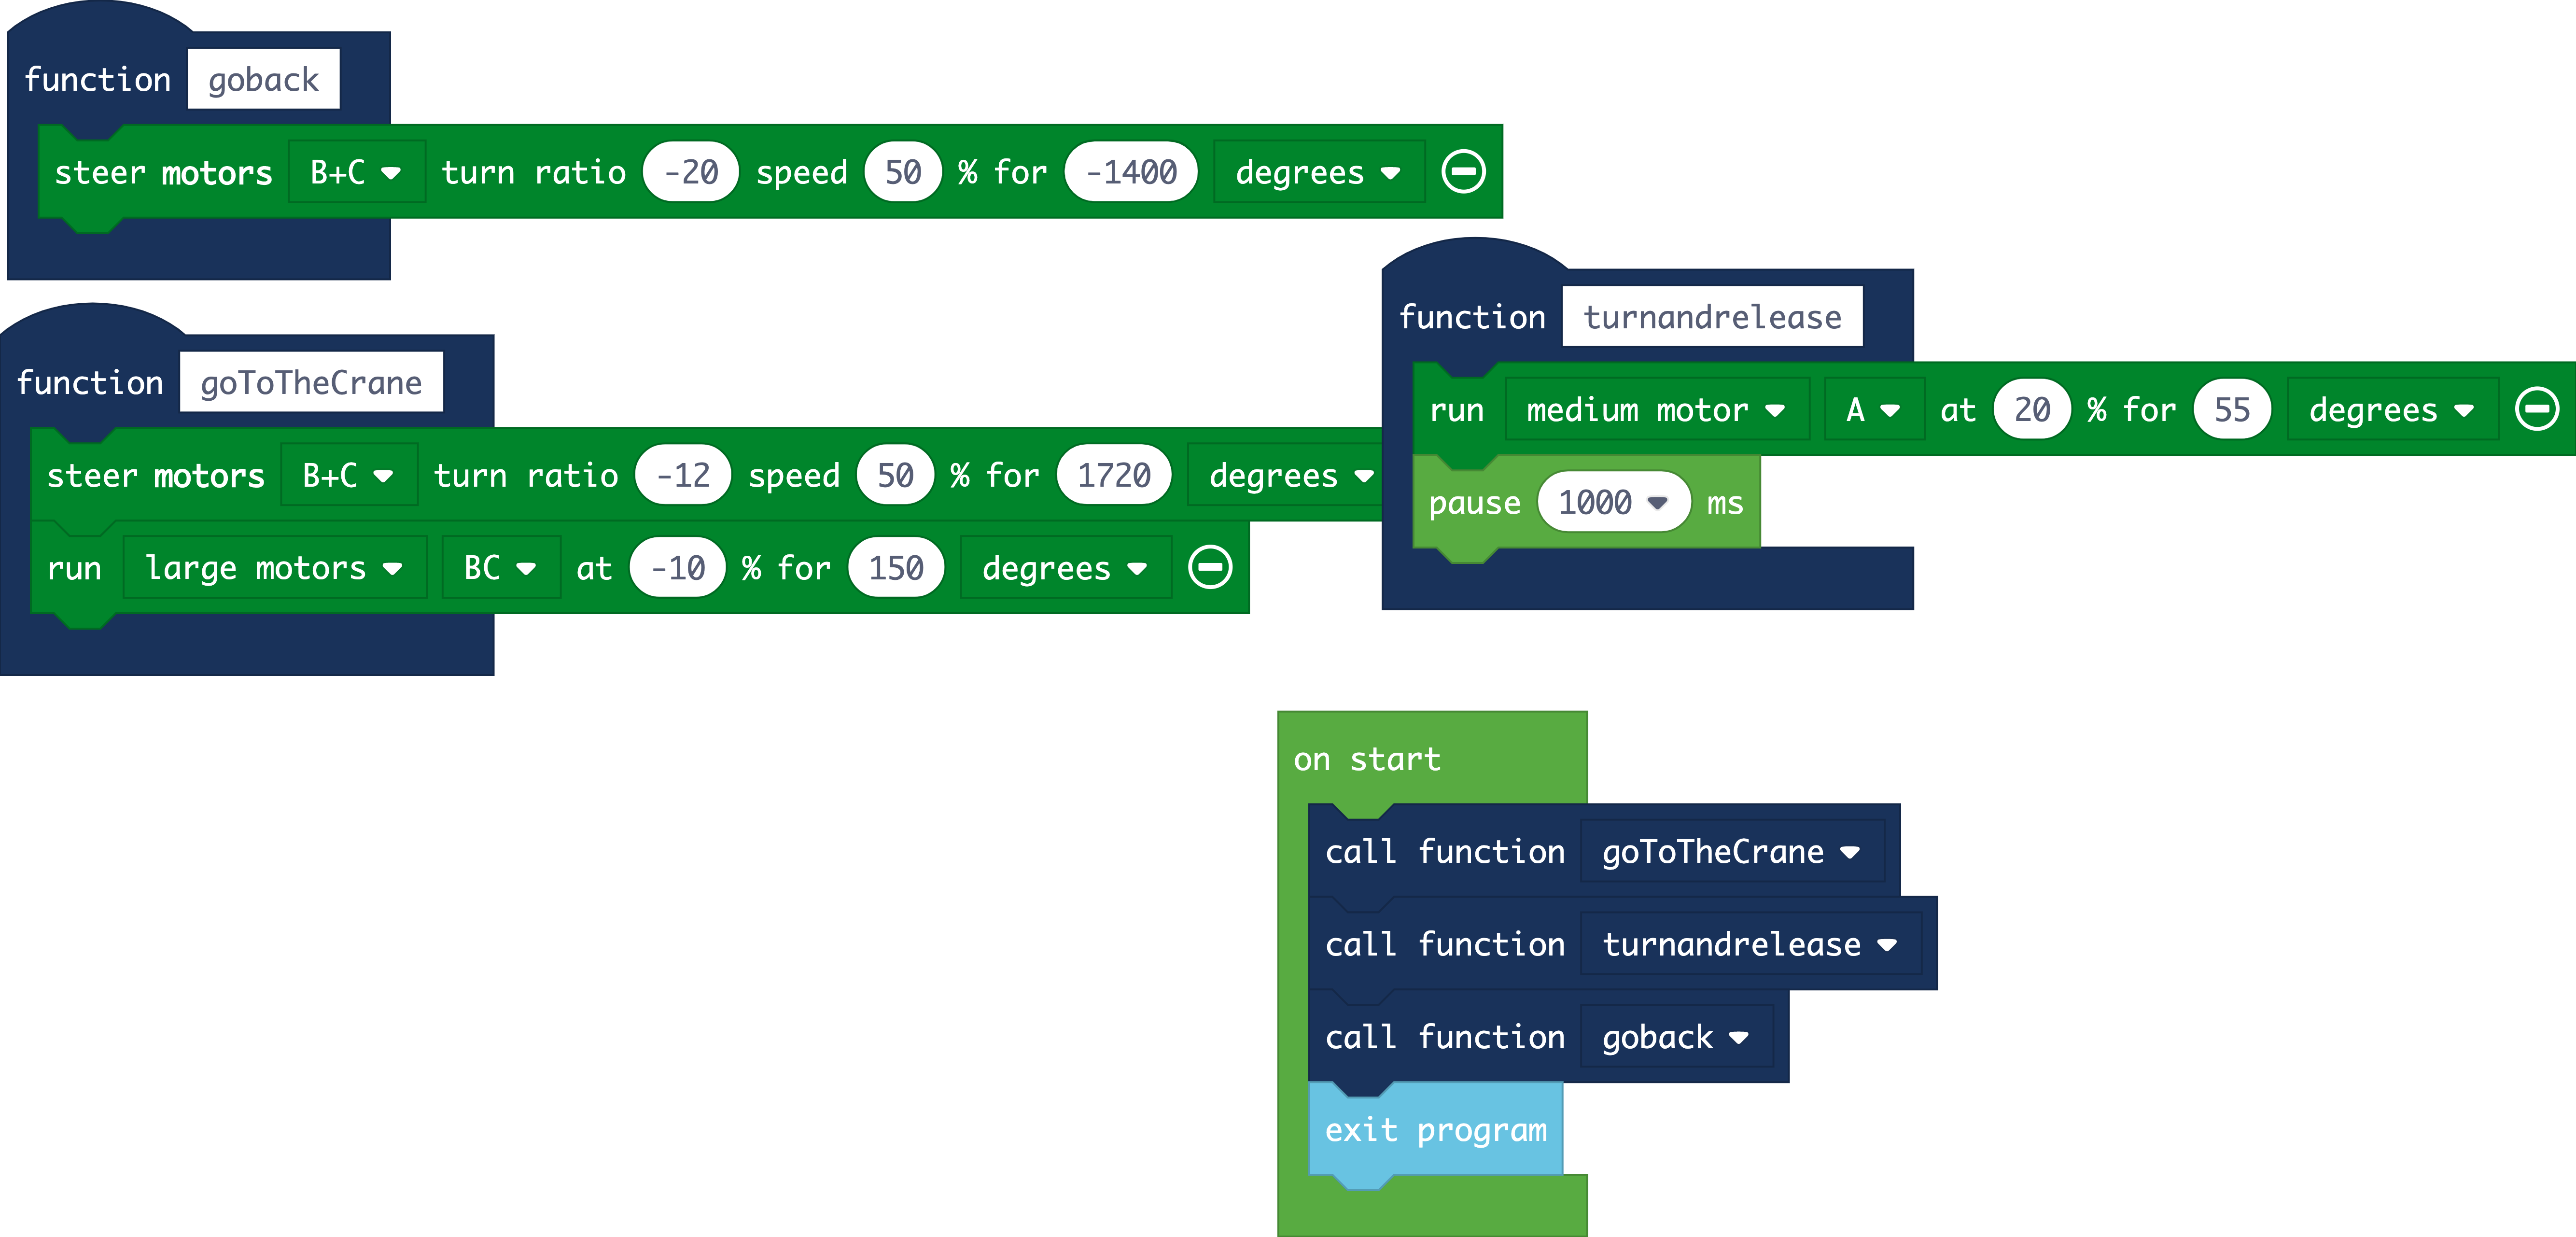 function goback
steer motors B+C turn ratio -20 speed 50 % for -1400 degrees
function goToTheCrane
steer motors B+C turn ratio -12 speed 50 % for 1720 degrees
run large motors BC at -10 % for 150 degrees
function turnandrelease
run medium motor A at 20 % for 55 degrees
pause 1000 ms
on start
call function goToTheCrane
call function turnandrelease
call function goback
exit program